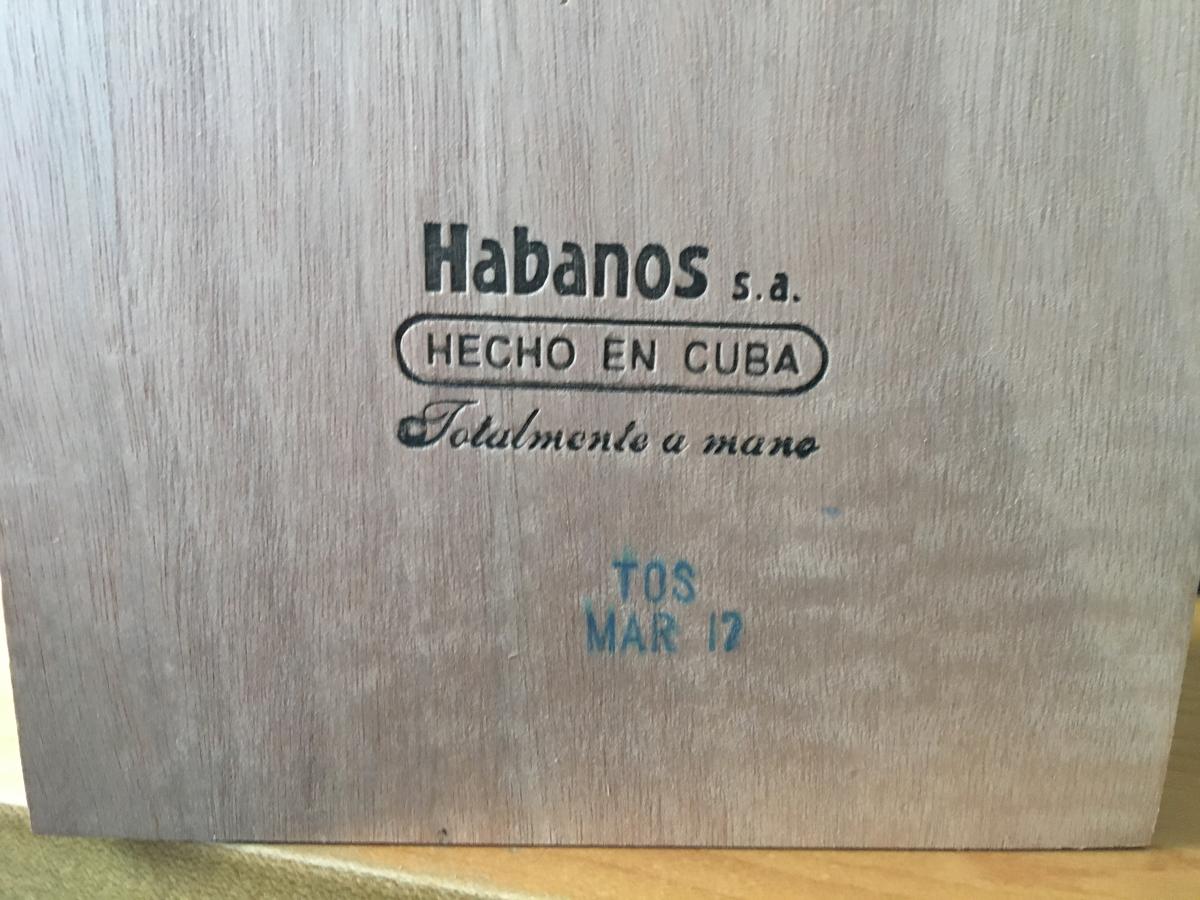 Habanos s.a.
HECHO EN CUBA
Totalmente a mano
TOS
MAR 17